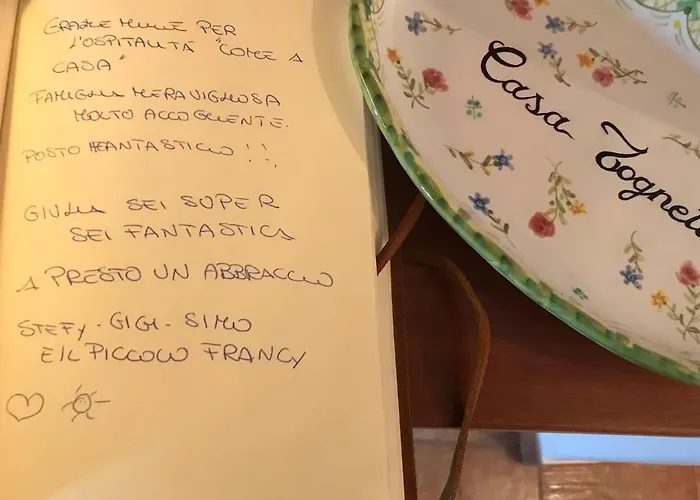 GRAZIE MILLE PER
L'OSPITALITÀ "COME A
CASA"
FAMIGLIA MERAVIGLIOSA
MOLTO ACCOGLIENTE.
POSTO FANTASTICO!!
GIULIA SEI SUPER
SEI FANTASTICA
A PRESTO UN ABBRACCIO
STEFY - GIGI - SIMO
E IL PICCOLO FRANCY
Casa